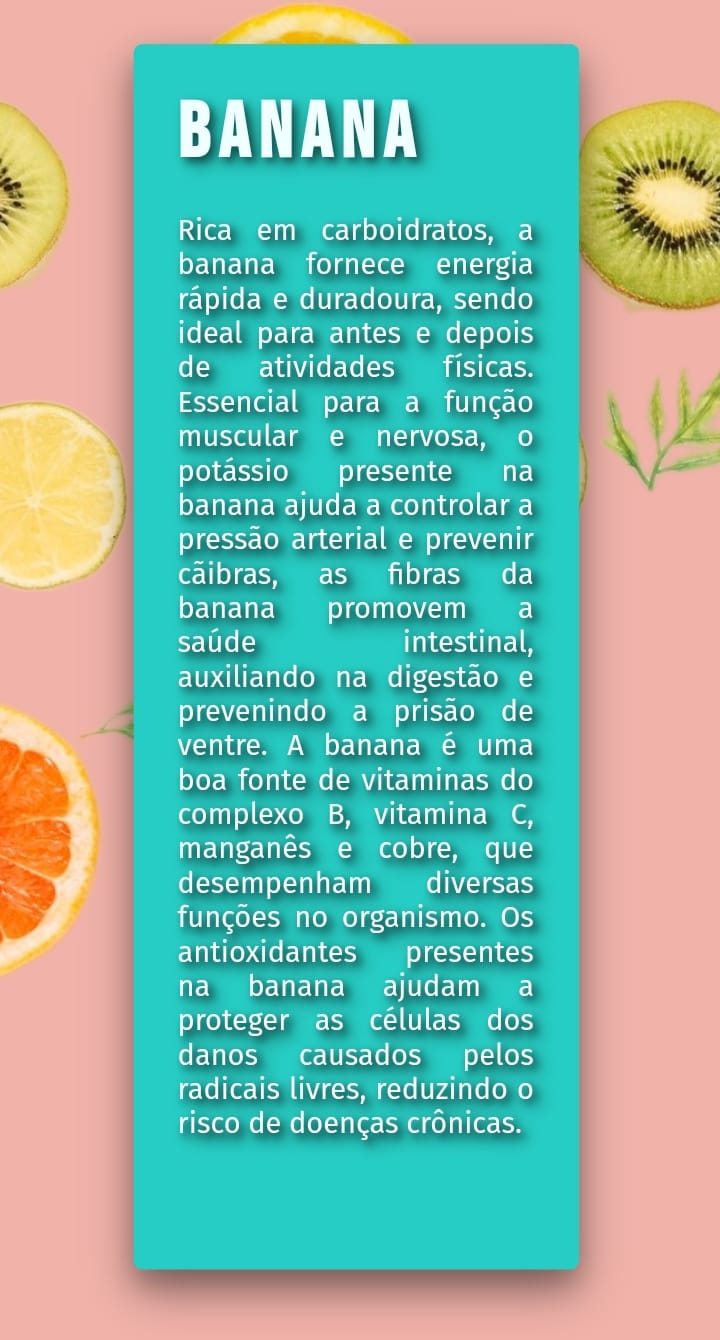 BANANA
Rica em carboidratos, a
banana fornece energia
rápida e duradoura, sendo
ideal para antes e depois
de atividades físicas.
Essencial para a função
muscular e nervosa, o
potássio presente na
banana ajuda a controlar a
pressão arterial e prevenir
cãibras, as fibras da
banana promovem a
saúde intestinal,
auxiliando na digestão e
prevenindo a prisão de
ventre. A banana é uma
boa fonte de vitaminas do
complexo B, vitamina C,
manganês e cobre, que
desempenham diversas
funções no organismo. Os
antioxidantes presentes
na banana ajudam a
proteger as células dos
danos causados pelos
radicais livres, reduzindo o
risco de doenças crônicas.